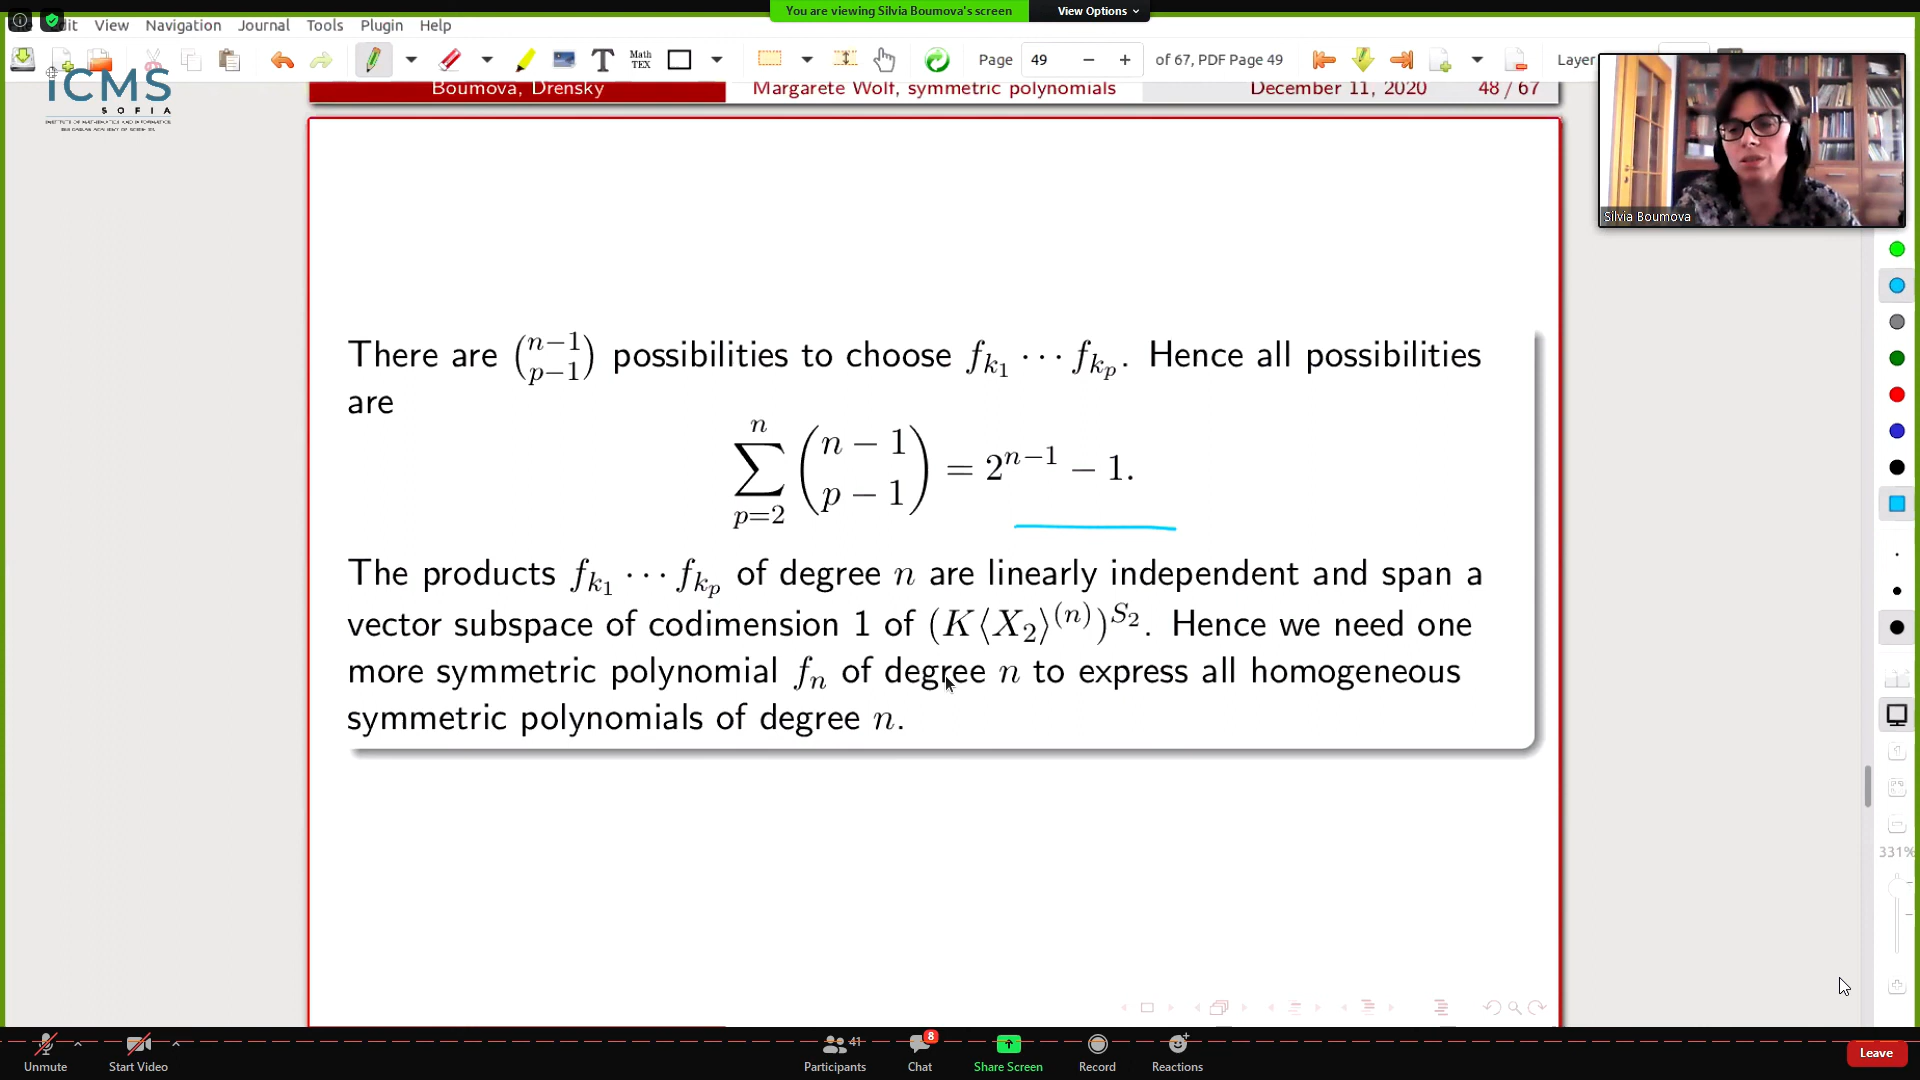 You are viewing Silvia Boumova's screen View Options
View Navigation Journal Tools Plugin Help
Math TEX Page 49 of 67, PDF Page 49 Layer
iCMS
SOFIA
Boumova, Drensky Margarete Wolf, symmetric polynomials December 11, 2020 48 / 67
Silvia Boumova
There are \binom{n-1}{p-1} possibilities to choose f_{k_1} ⋯ f_{k_p}. Hence all possibilities
are
\sum_{p=2}^{n} \binom{n-1}{p-1} = 2^{n-1} - 1.
The products f_{k_1} ⋯ f_{k_p} of degree n are linearly independent and span a
vector subspace of codimension 1 of (K⟨X_2⟩^{(n)})^{S_2}. Hence we need one
more symmetric polynomial f_n of degree n to express all homogeneous
symmetric polynomials of degree n.
331%
41 8
Unmute Start Video Participants Chat Share Screen Record Reactions Leave